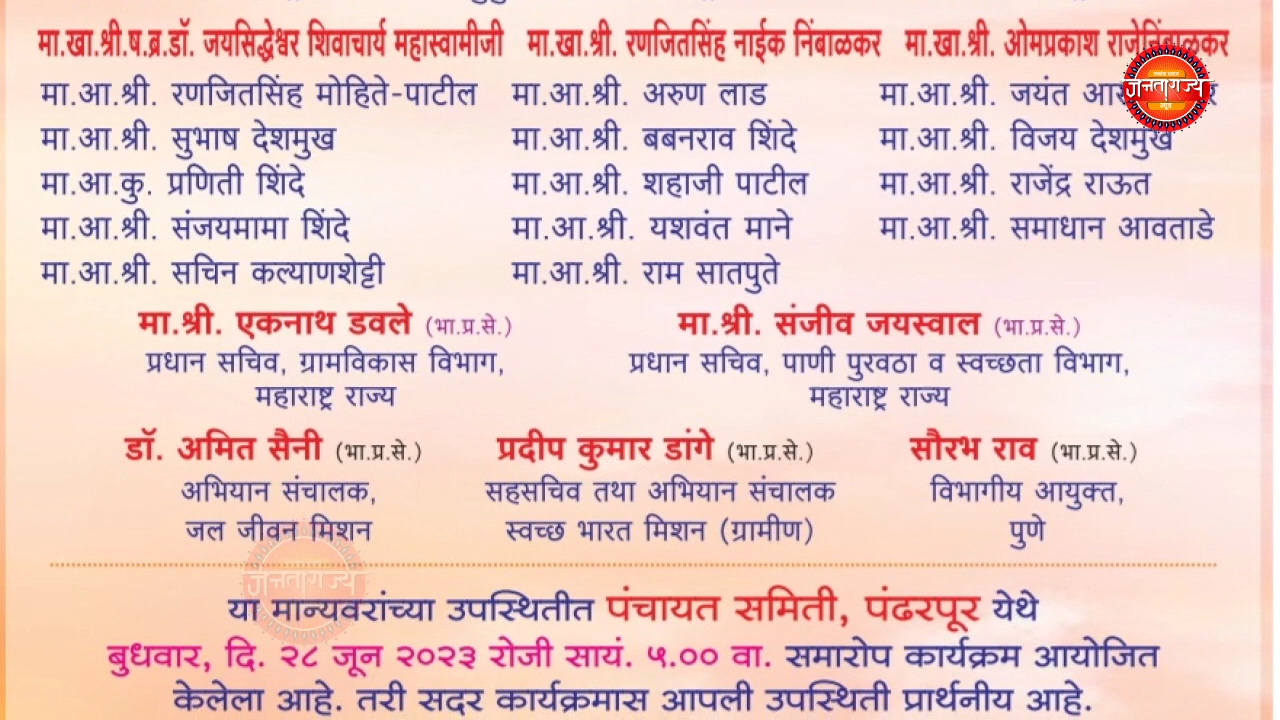 मा.खा.श्री.ष.ब्र.डॉ. जयसिद्धेश्वर शिवाचार्य महास्वामीजी मा.खा.श्री. रणजितसिंह नाईक निंबाळकर मा.खा.श्री. ओमप्रकाश राजेनिंबाळकर
मा.आ.श्री. रणजितसिंह मोहिते-पाटील मा.आ.श्री. अरुण लाड मा.आ.श्री. जयंत
मा.आ.श्री. सुभाष देशमुख मा.आ.श्री. बबनराव शिंदे मा.आ.श्री. विजय देशमुख
मा.आ.कु. प्रणिती शिंदे मा.आ.श्री. शहाजी पाटील मा.आ.श्री. राजेंद्र राऊत
मा.आ.श्री. संजयमामा शिंदे मा.आ.श्री. यशवंत माने मा.आ.श्री. समाधान आवताडे
मा.आ.श्री. सचिन कल्याणशेट्टी मा.आ.श्री. राम सातपुते
मा.श्री. एकनाथ डवले (भा.प्र.से.) मा.श्री. संजीव जयस्वाल (भा.प्र.से.)
प्रधान सचिव, ग्रामविकास विभाग, प्रधान सचिव, पाणी पुरवठा व स्वच्छता विभाग,
महाराष्ट्र राज्य महाराष्ट्र राज्य
डॉ. अमित सैनी (भा.प्र.से.) प्रदीप कुमार डांगे (भा.प्र.से.) सौरभ राव (भा.प्र.से.)
अभियान संचालक, सहसचिव तथा अभियान संचालक विभागीय आयुक्त,
जल जीवन मिशन स्वच्छ भारत मिशन (ग्रामीण) पुणे
या मान्यवरांच्या उपस्थितीत पंचायत समिती, पंढरपूर येथे
बुधवार, दि. २८ जून २०२३ रोजी सायं. ५.०० वा. समारोप कार्यक्रम आयोजित
केलेला आहे. तरी सदर कार्यक्रमास आपली उपस्थिती प्रार्थनीय आहे.